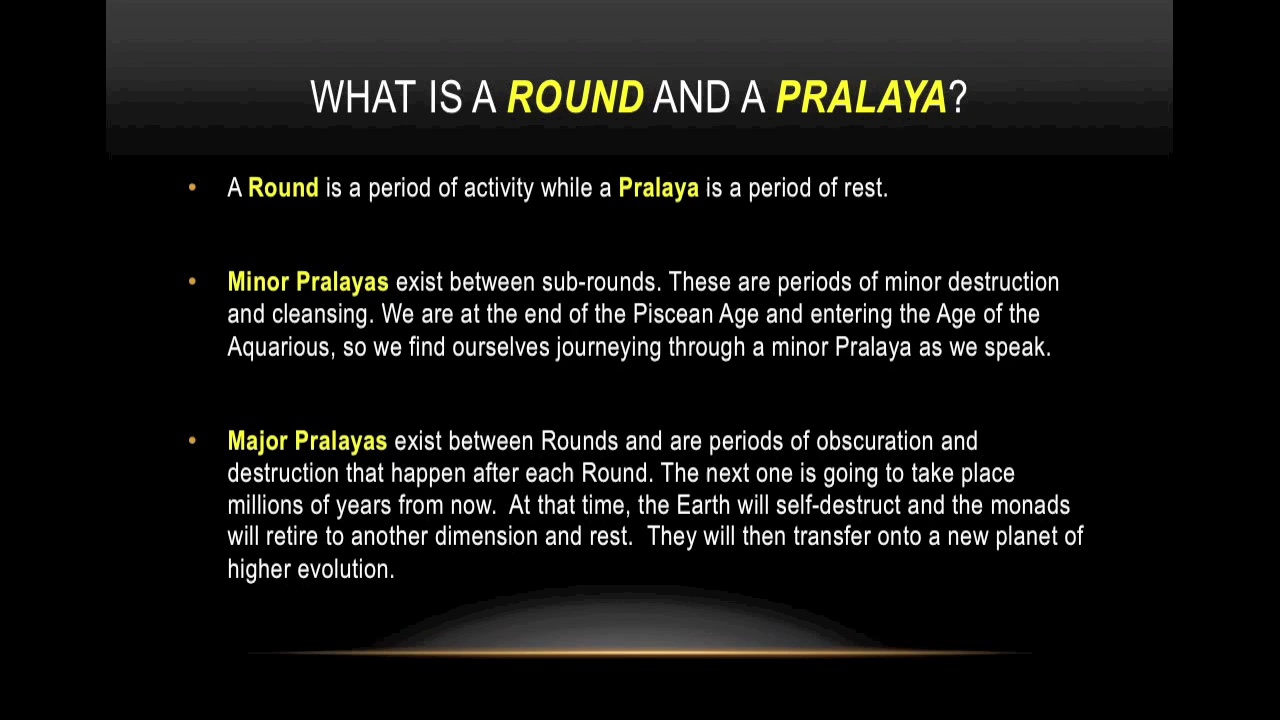 WHAT IS A ROUND AND A PRALAYA?
• A Round is a period of activity while a Pralaya is a period of rest.
• Minor Pralayas exist between sub-rounds. These are periods of minor destruction
and cleansing. We are at the end of the Piscean Age and entering the Age of the
Aquarious, so we find ourselves journeying through a minor Pralaya as we speak.
• Major Pralayas exist between Rounds and are periods of obscuration and
destruction that happen after each Round. The next one is going to take place
millions of years from now.  At that time, the Earth will self-destruct and the monads
will retire to another dimension and rest.  They will then transfer onto a new planet of
higher evolution.